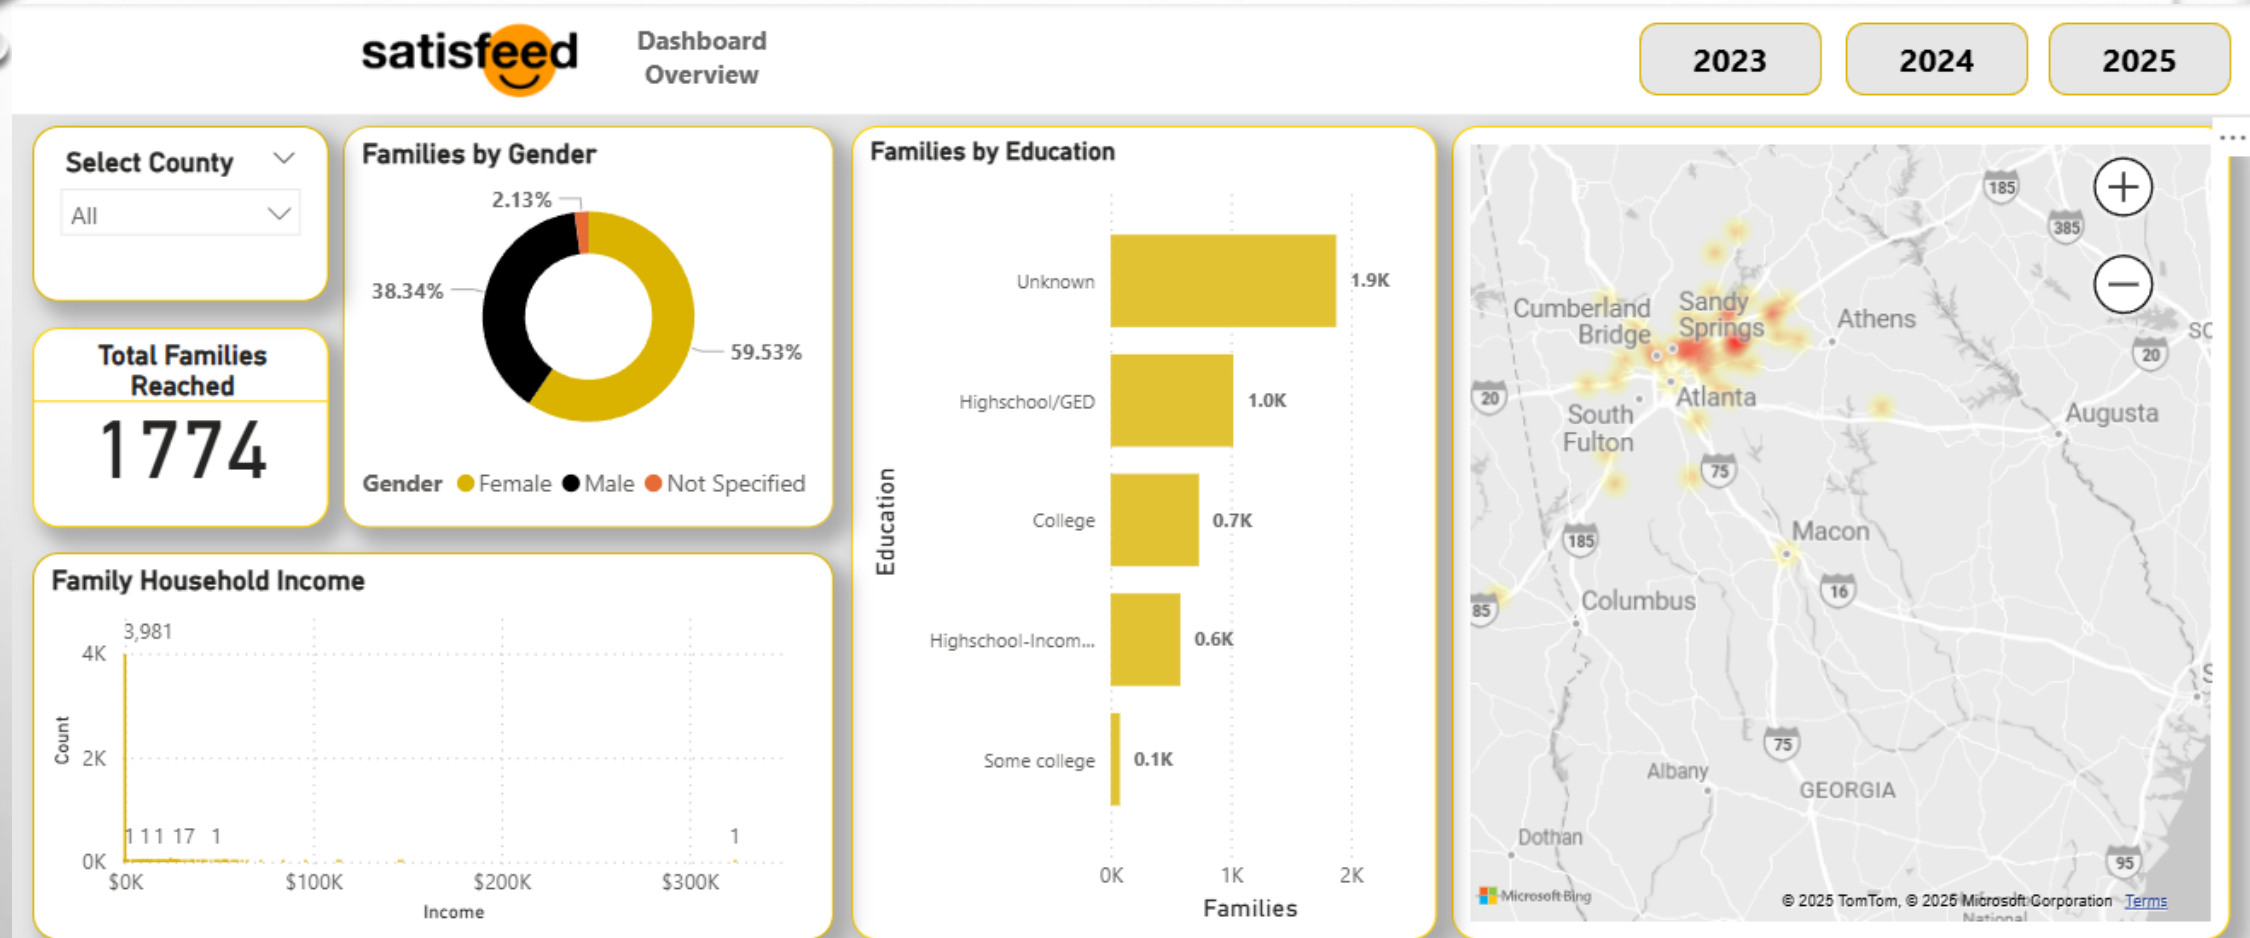 satisfeed
Dashboard
Overview
2023
2024
2025
Select County
All
Total Families
Reached
1774
Families by Gender
2.13%
38.34%
59.53%
Gender
Female
Male
Not Specified
Family Household Income
3,981
4K
2K
0K
1 11 17 1
1
$0K
$100K
$200K
$300K
Count
Income
Families by Education
Education
Unknown
1.9K
Highschool/GED
1.0K
College
0.7K
Highschool-Incom...
0.6K
Some college
0.1K
0K
1K
2K
Families
185
385
Cumberland
Bridge
Sandy
Springs
Athens
SC
20
20
Atlanta
South
Fulton
Augusta
75
185
Macon
85
Columbus
16
S
75
Albany
GEORGIA
Dothan
95
Microsoft Bing
© 2025 TomTom, © 2025 Microsoft Corporation Terms
National